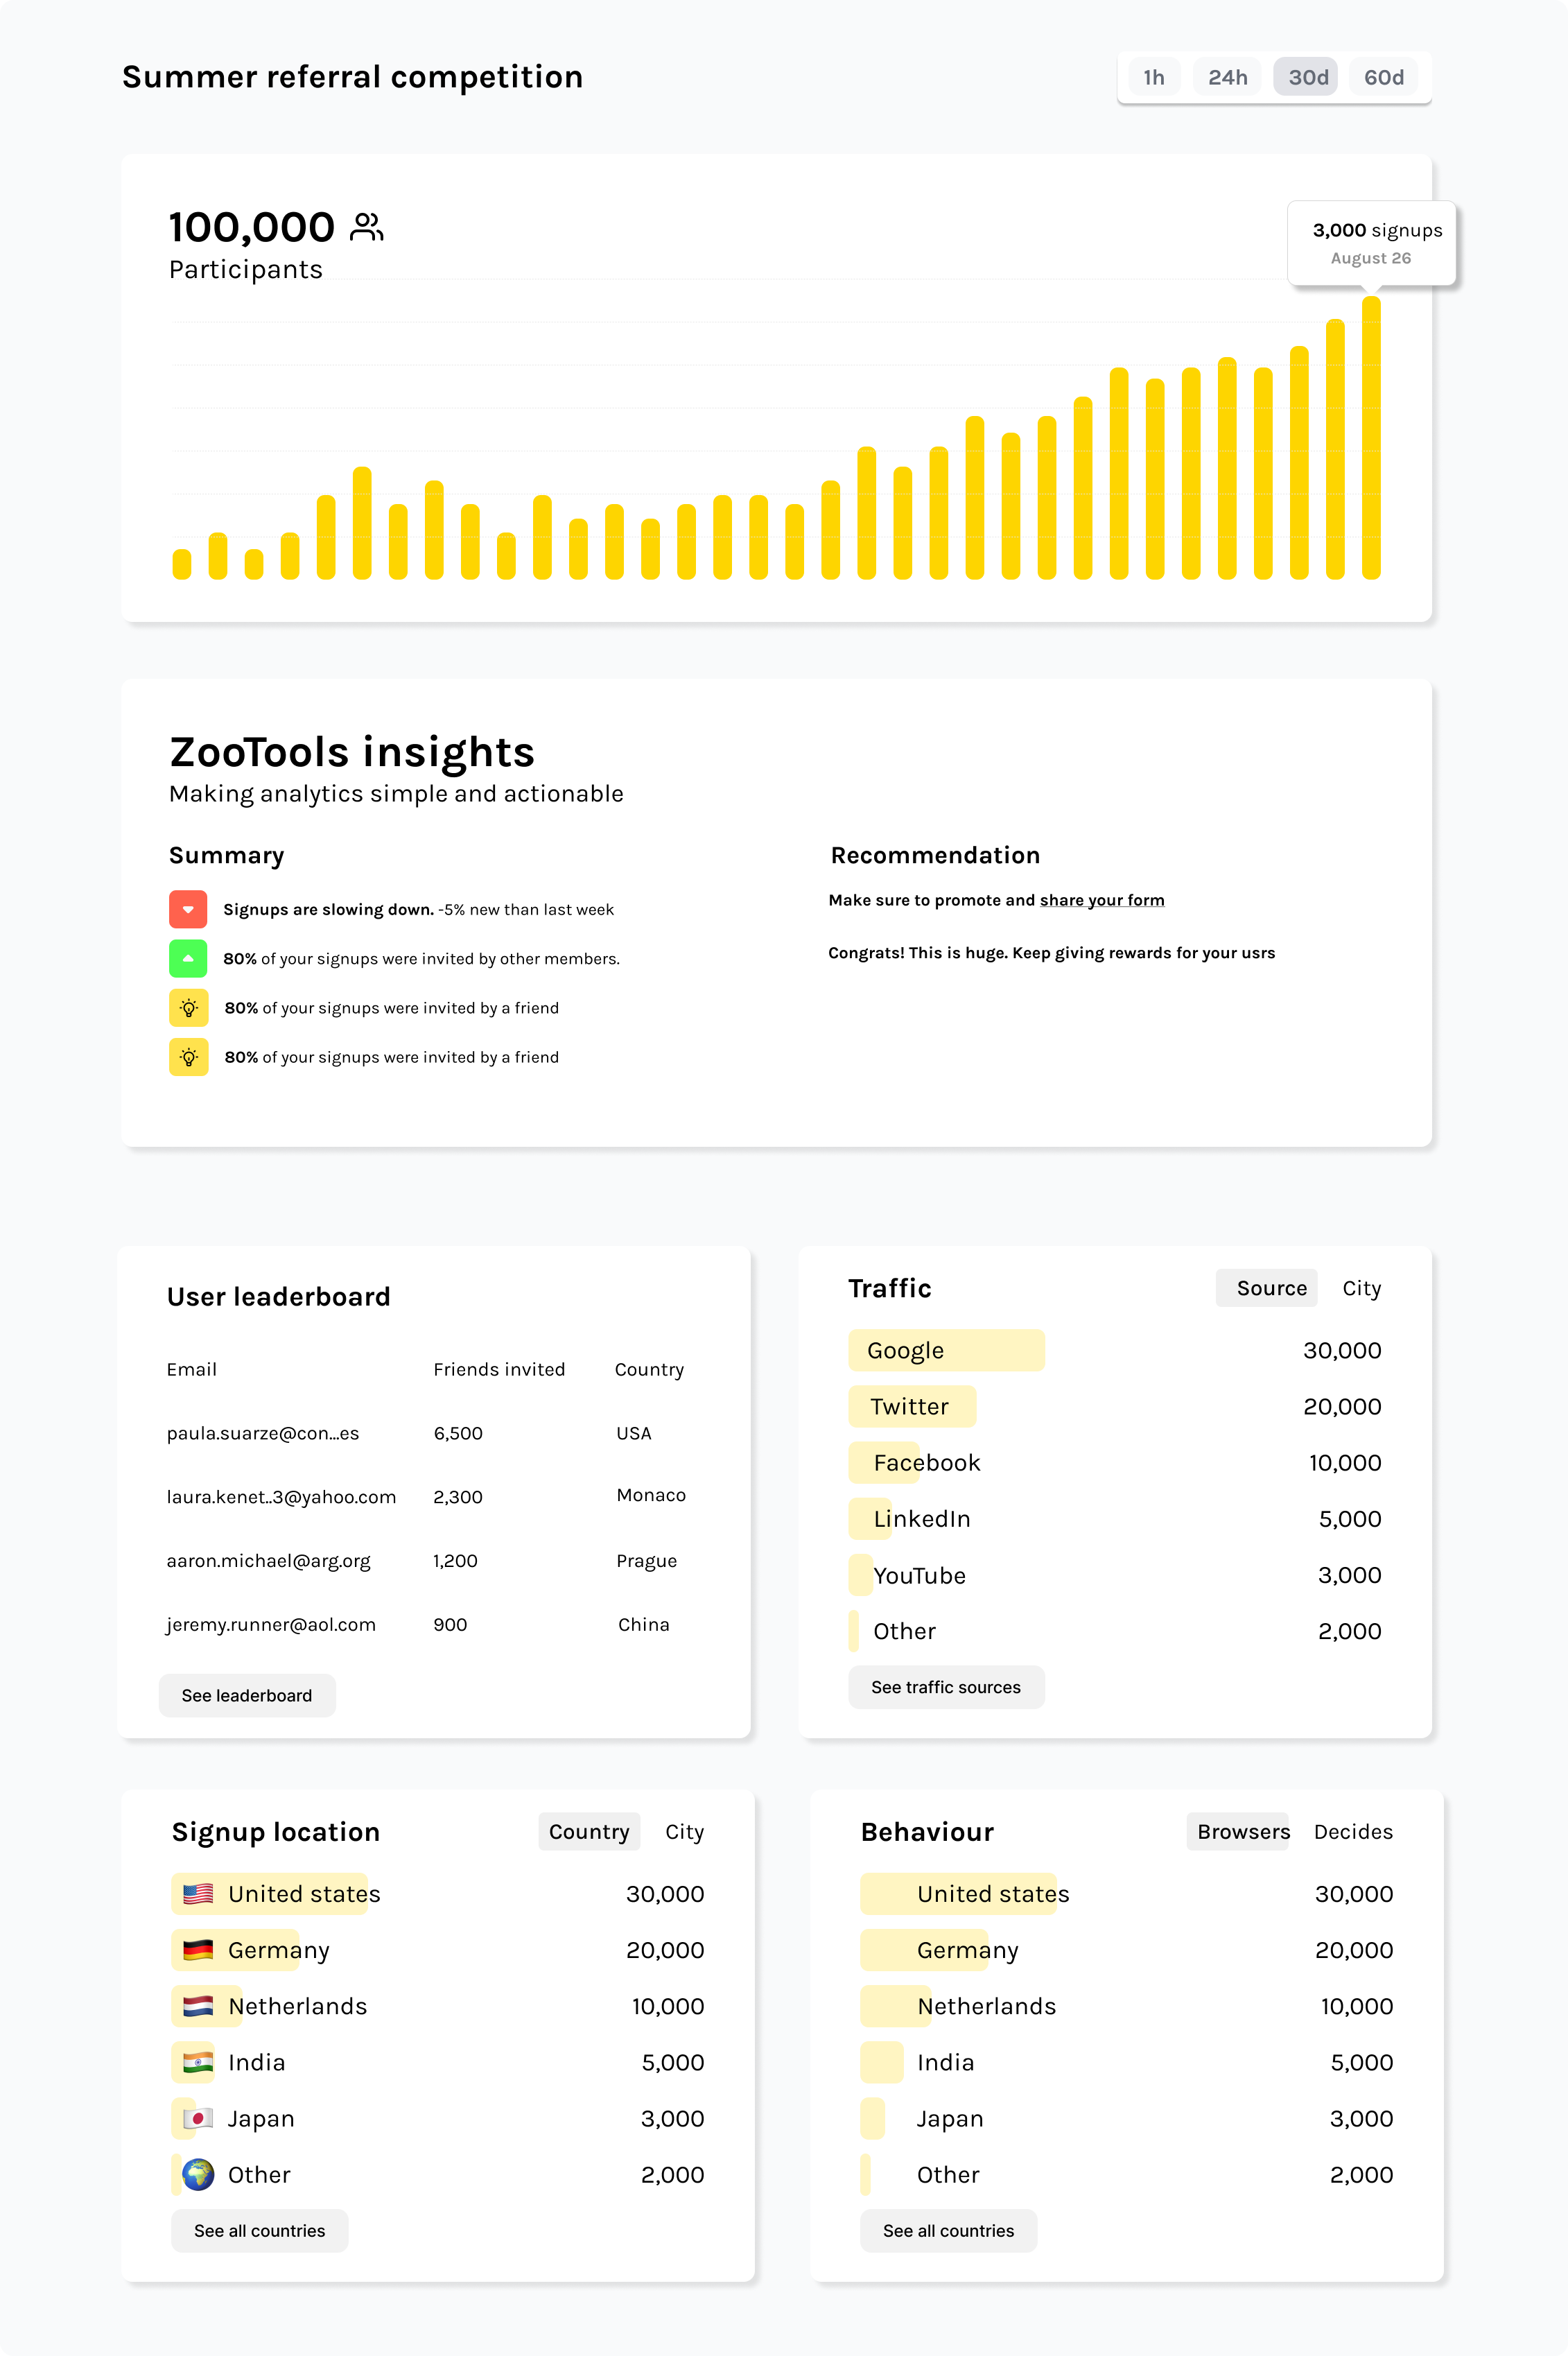 Summer referral competition
1h 24h 30d 60d
100,000
Participants
3,000 signups
August 26
ZooTools insights
Making analytics simple and actionable
Summary
Signups are slowing down. -5% new than last week
80% of your signups were invited by other members.
80% of your signups were invited by a friend
80% of your signups were invited by a friend
Recommendation
Make sure to promote and share your form
Congrats! This is huge. Keep giving rewards for your usrs
User leaderboard
Email Friends invited Country
paula.suarze@con...es 6,500 USA
laura.kenet..3@yahoo.com 2,300 Monaco
aaron.michael@arg.org 1,200 Prague
jeremy.runner@aol.com 900 China
See leaderboard
Traffic Source City
Google 30,000
Twitter 20,000
Facebook 10,000
LinkedIn 5,000
YouTube 3,000
Other 2,000
See traffic sources
Signup location Country City
United states 30,000
Germany 20,000
Netherlands 10,000
India 5,000
Japan 3,000
Other 2,000
See all countries
Behaviour Browsers Decides
United states 30,000
Germany 20,000
Netherlands 10,000
India 5,000
Japan 3,000
Other 2,000
See all countries